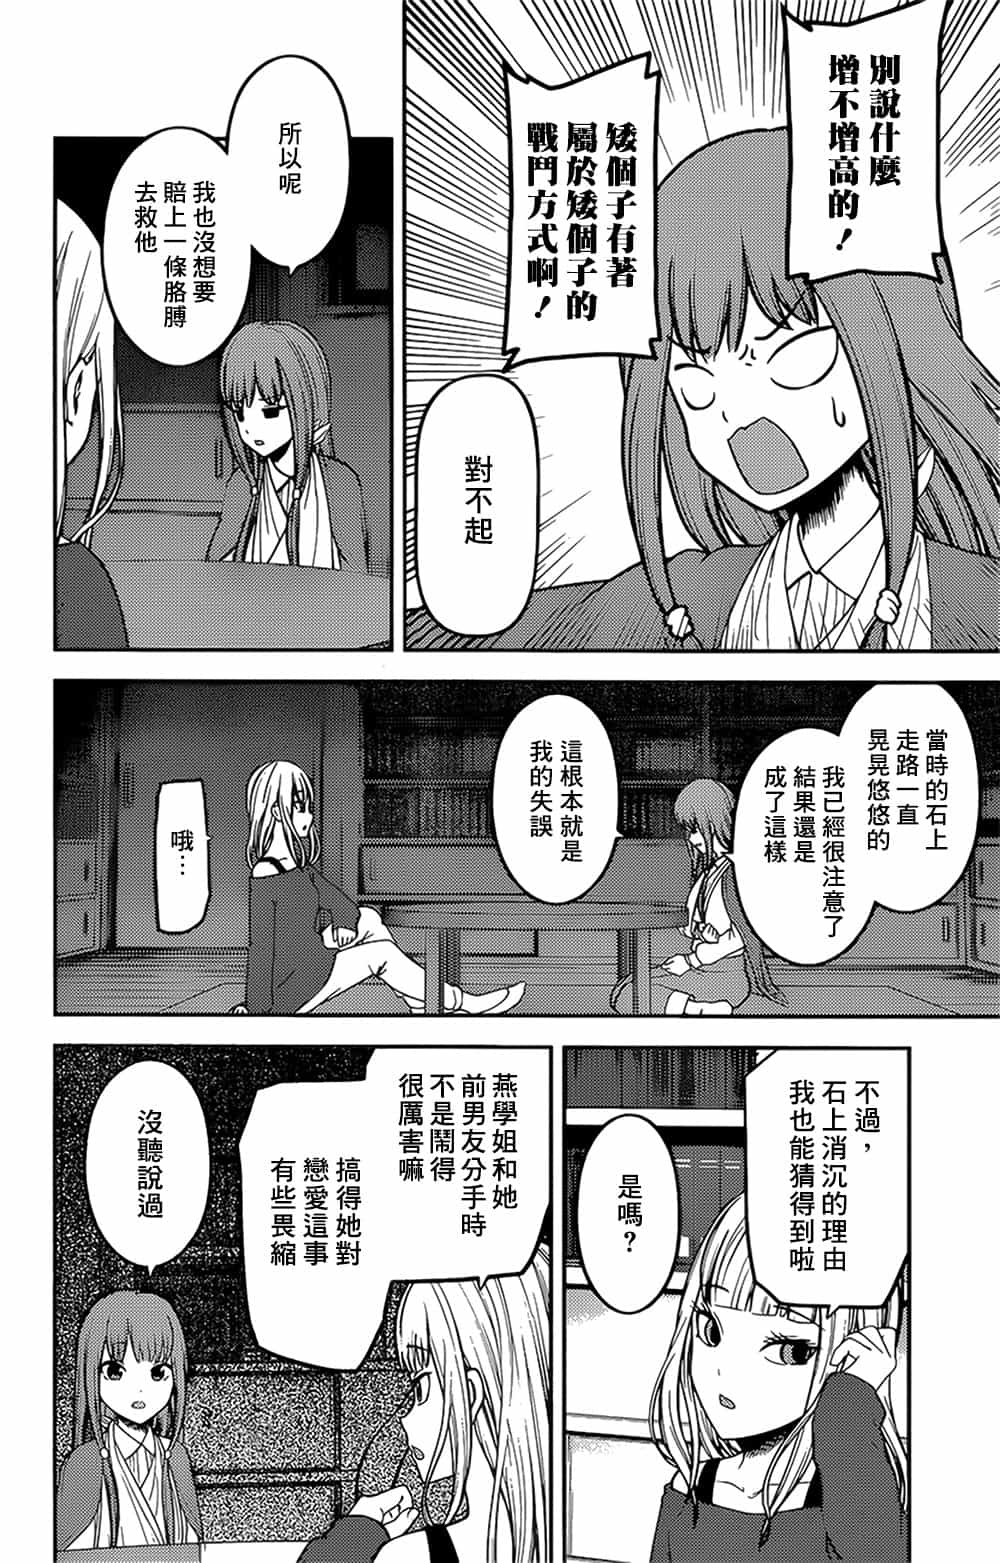 別說什麼
增不增高的！
矮個子有著
屬於矮個子的
戰鬥方式啊！
對不起
所以呢
我也沒想要
賠上一條胳膊
去救他
當時的石上
走路一直
晃晃悠悠的
我已經很注意了
結果還是
成了這樣
這根本就是
我的失誤
哦…
不過，
石上消沉的理由
我也能猜得到啦
是嗎？
燕學姐和她
前男友分手時
不是鬧得
很厲害嘛
搞得她對
戀愛這事
有些畏縮
沒聽說過